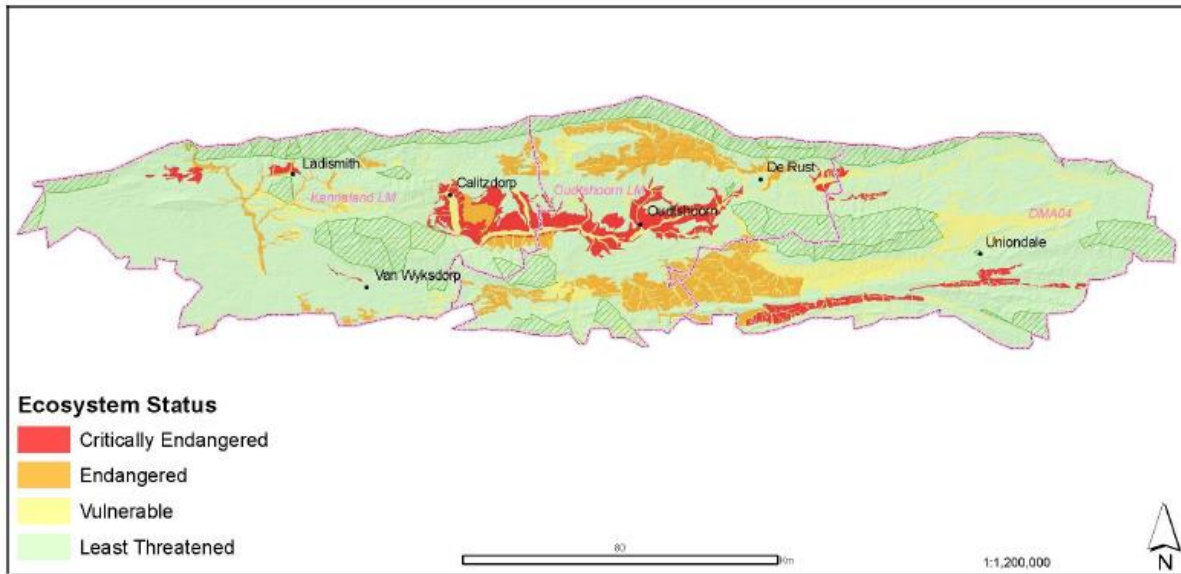 Ladismith
De Rust
Kannaland LM
Calitzdorp
Oudtshoorn LM
Oudtshoorn
DMA04
Uniondale
Van Wyksdorp
Ecosystem Status
Critically Endangered
Endangered
Vulnerable
Least Threatened
80
Km
1:1,200,000
N